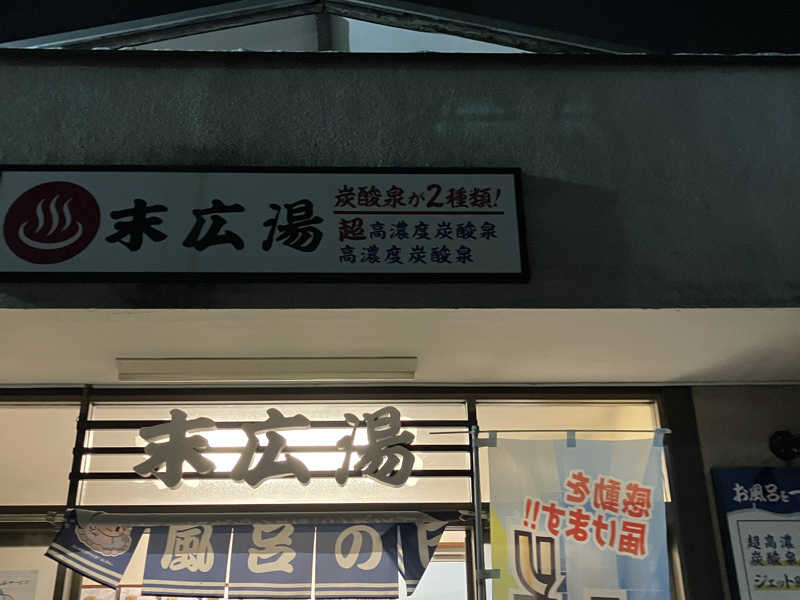 末広湯
炭酸泉が2種類!
超高濃度炭酸泉
高濃度炭酸泉
末広湯
風呂の日
感動を
届けます!!
お風呂を
超高濃
炭酸泉
ジェット